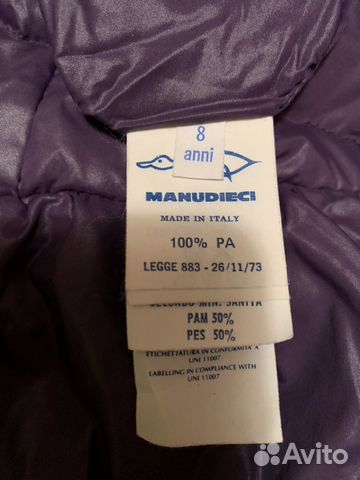 8
anni
MANUDIECI
MADE IN ITALY
100% PA
LEGGE 883 - 26/11/73
SECONDO MIN. SANITA
PAM 50%
PES 50%
ETICHETTATURA IN CONFORMITA' A
UNI 11007
LABELLING IN COMPLIANCE WITH
UNI 11007
Avito